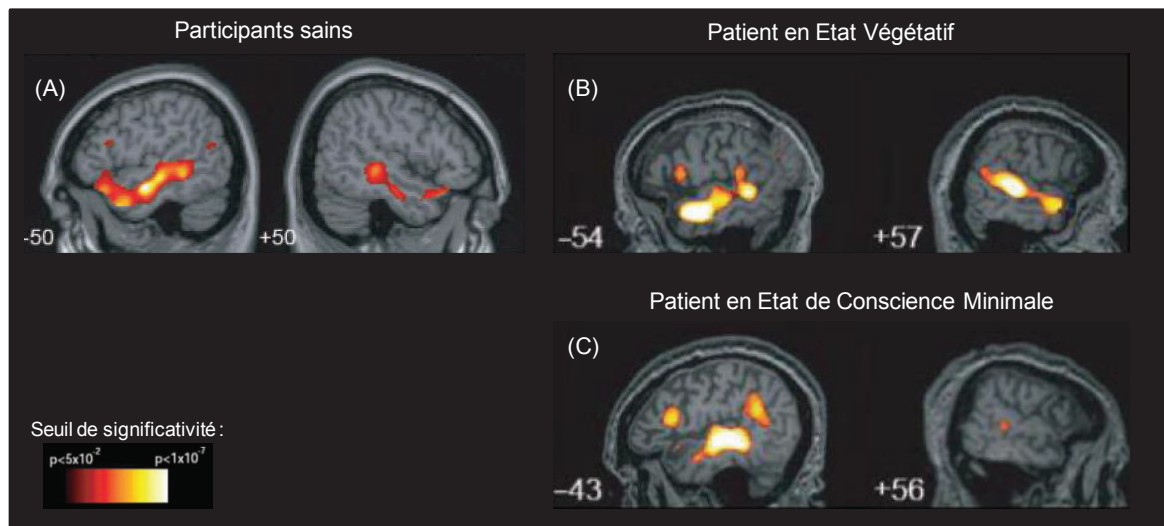 Participants sains
Patient en Etat Végétatif
(A)
(B)
-50
+50
-54
+57
Patient en Etat de Conscience Minimale
(C)
Seuil de significativité :
p<5x10⁻²
p<1x10⁻⁷
-43
+56